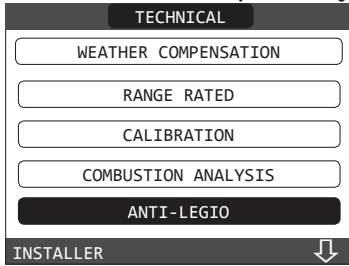 TECHNICAL
WEATHER COMPENSATION
RANGE RATED
CALIBRATION
COMBUSTION ANALYSIS
ANTI-LEGIO
INSTALLER